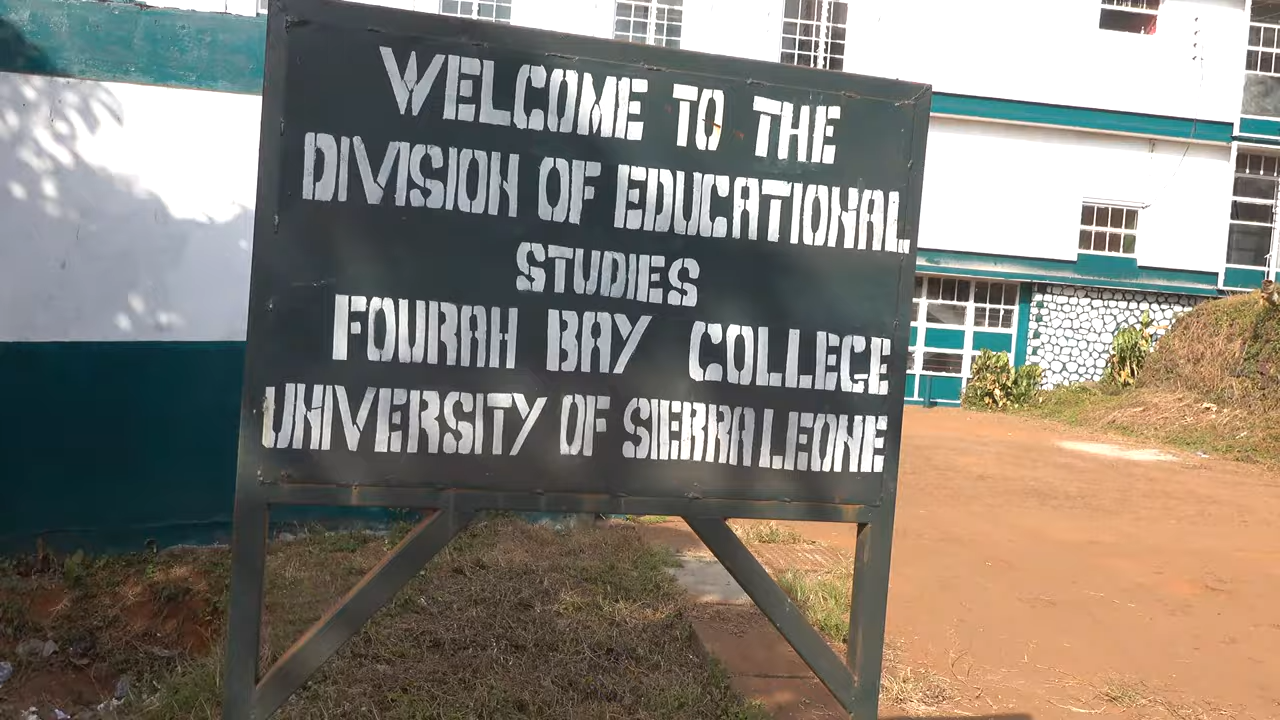 WELCOME TO THE
DIVISION OF EDUCATIONAL
STUDIES
FOURAH BAY COLLEGE
UNIVERSITY OF SIERRA LEONE